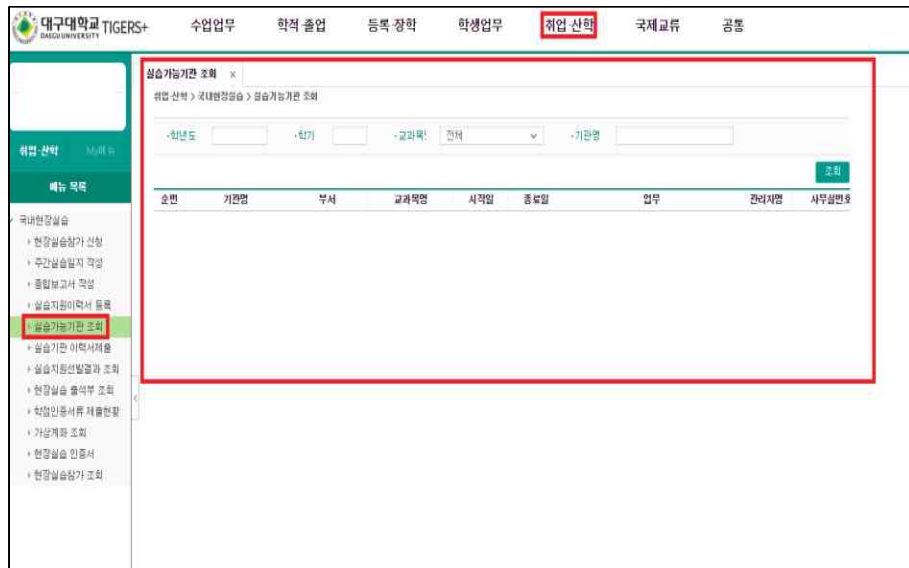 대구대학교 TIGERS+
DAEGU UNIVERSITY
수업업무 학적·졸업 등록·장학 학생업무 취업·산학 국제교류 공통
실습가능기관 조회 x
취업·산학 > 국내현장실습 > 실습가능기관 조회
학년도 학기 교과목 전체 기관명
조회
순번 기관명 부서 교과목명 시작일 종료일 업무 관리자명 사무실번호
취업·산학 My메뉴
메뉴 목록
국내현장실습
현장실습참가 신청
주간실습일지 작성
종합보고서 작성
실습지원이력서 등록
실습가능기관 조회
실습기관 이력서제출
실습지원선발결과 조회
현장실습 출석부 조회
학점인증서류 제출현황
가상계좌 조회
현장실습 인증서
현장실습참가 조회